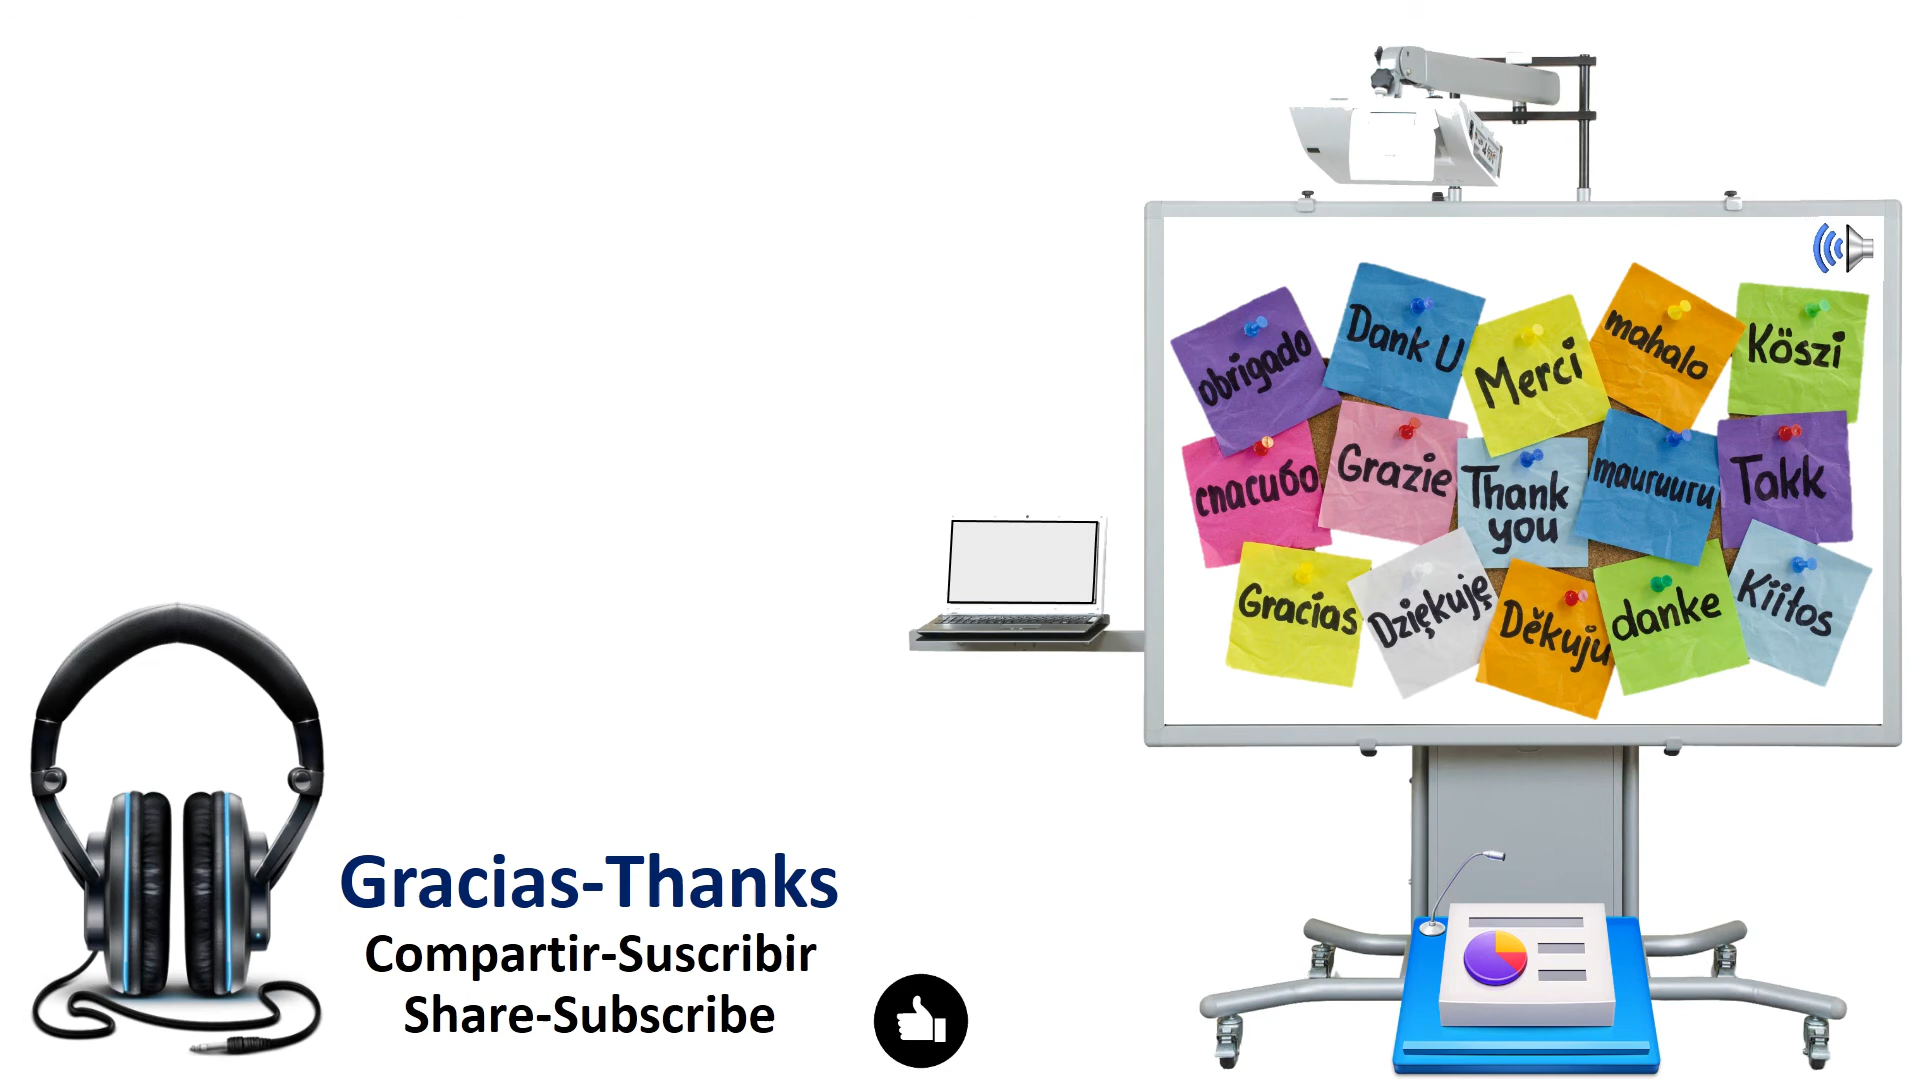 obrigado
Dank U
Merci
mahalo
Köszi
спасибо
Grazie
Thank
you
mauruuru
Takk
Gracias
Dziękuję
Děkuju
danke
Kiitos
Gracias-Thanks
Compartir-Suscribir
Share-Subscribe